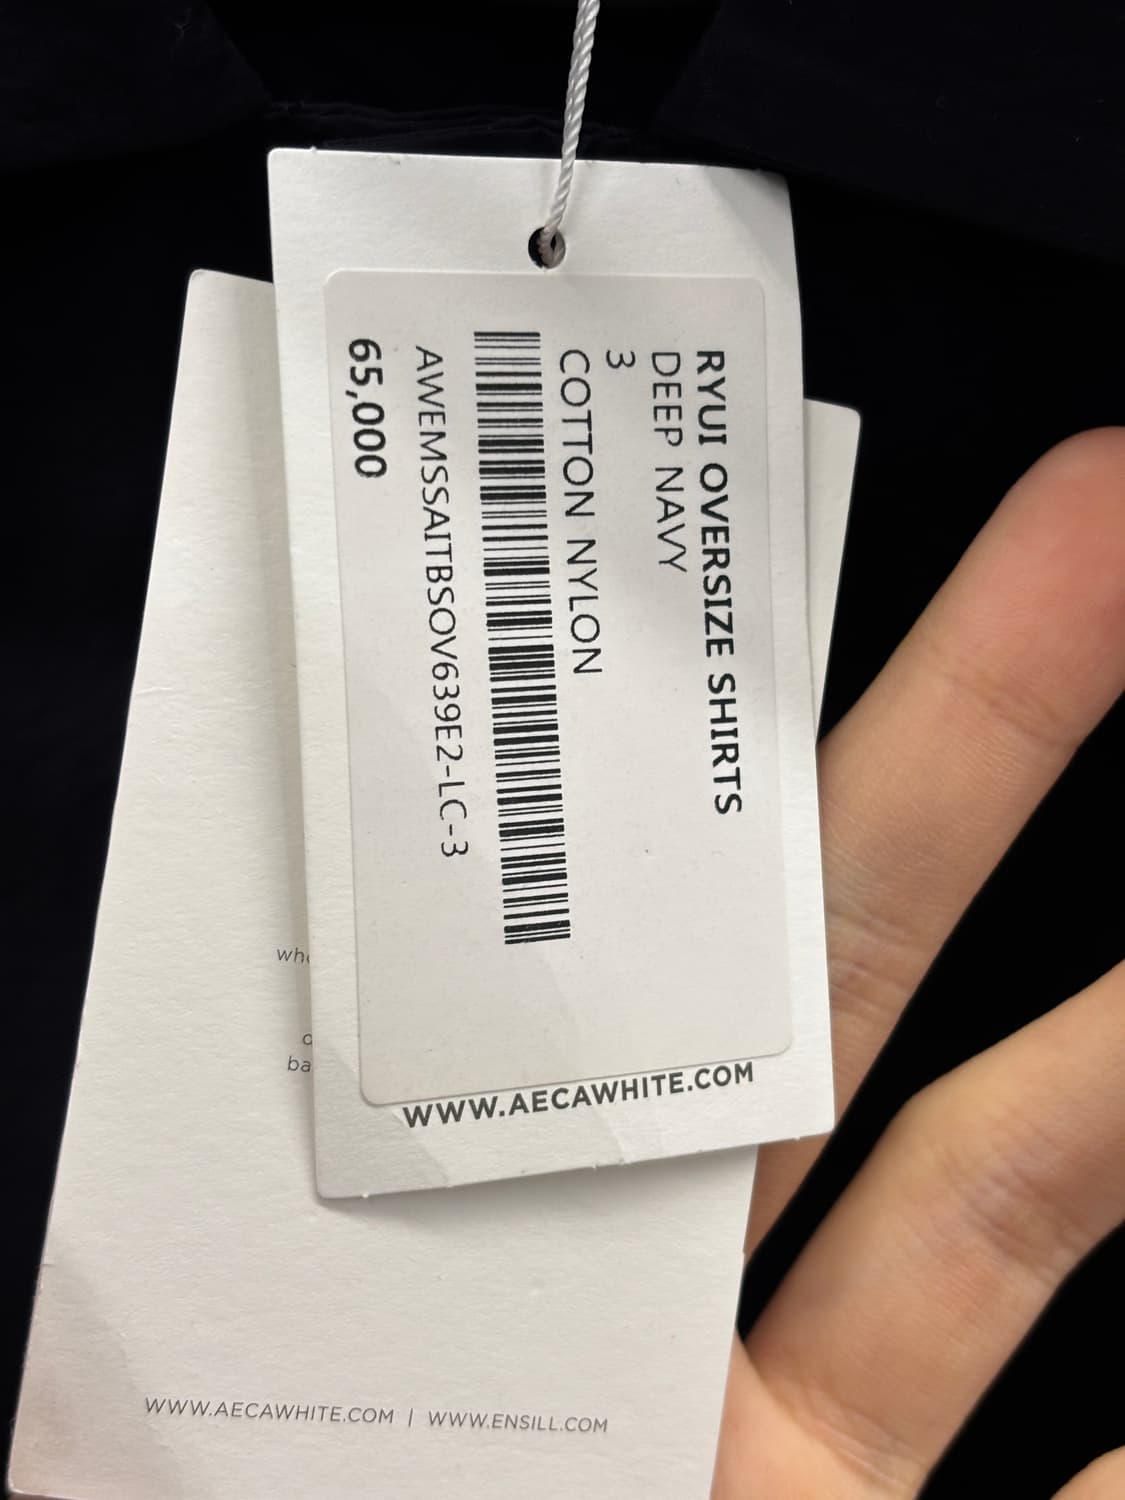 RYUI OVERSIZE SHIRTS
DEEP NAVY
3
COTTON NYLON
AWEMSSAITBSOV639E2-LC-3
65,000
WWW.AECAWHITE.COM
WWW.AECAWHITE.COM | WWW.ENSILL.COM